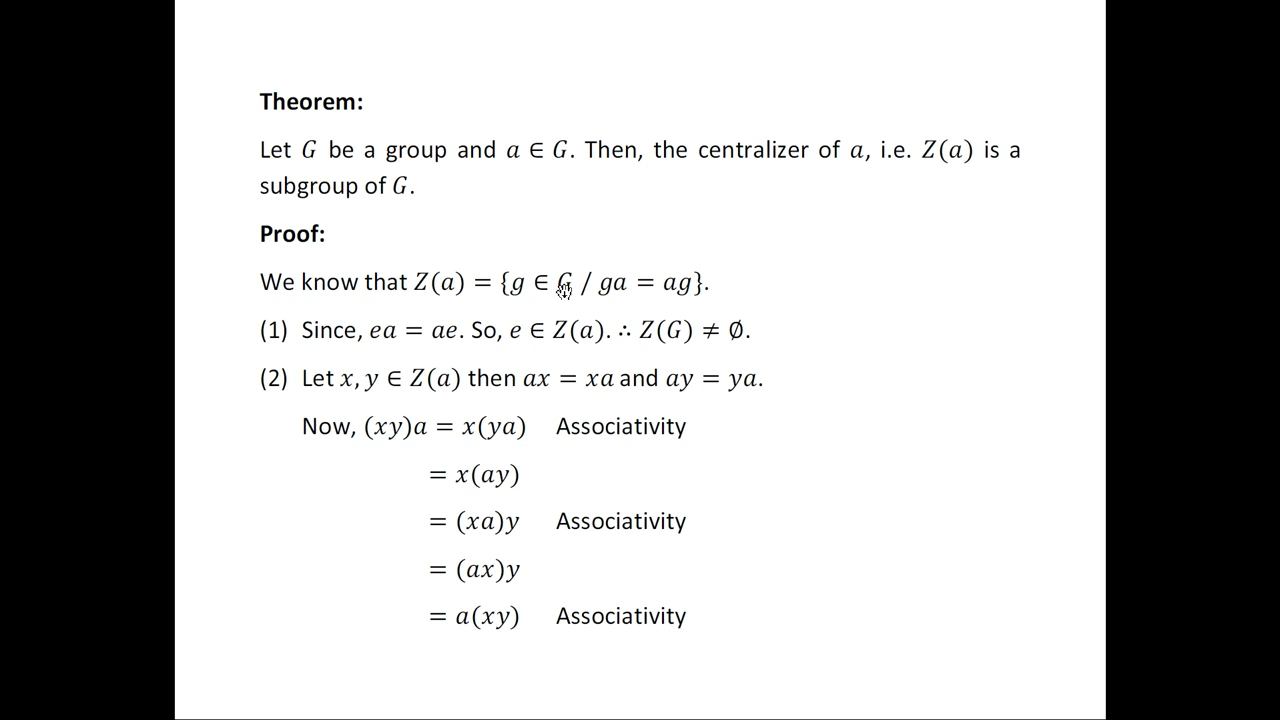 Theorem:
Let G be a group and a ∈ G. Then, the centralizer of a, i.e. Z(a) is a
subgroup of G.
Proof:
We know that Z(a) = {g ∈ G / ga = ag}.
(1) Since, ea = ae. So, e ∈ Z(a). ∴ Z(G) ≠ ∅.
(2) Let x, y ∈ Z(a) then ax = xa and ay = ya.
Now, (xy)a = x(ya) Associativity
= x(ay)
= (xa)y Associativity
= (ax)y
= a(xy) Associativity